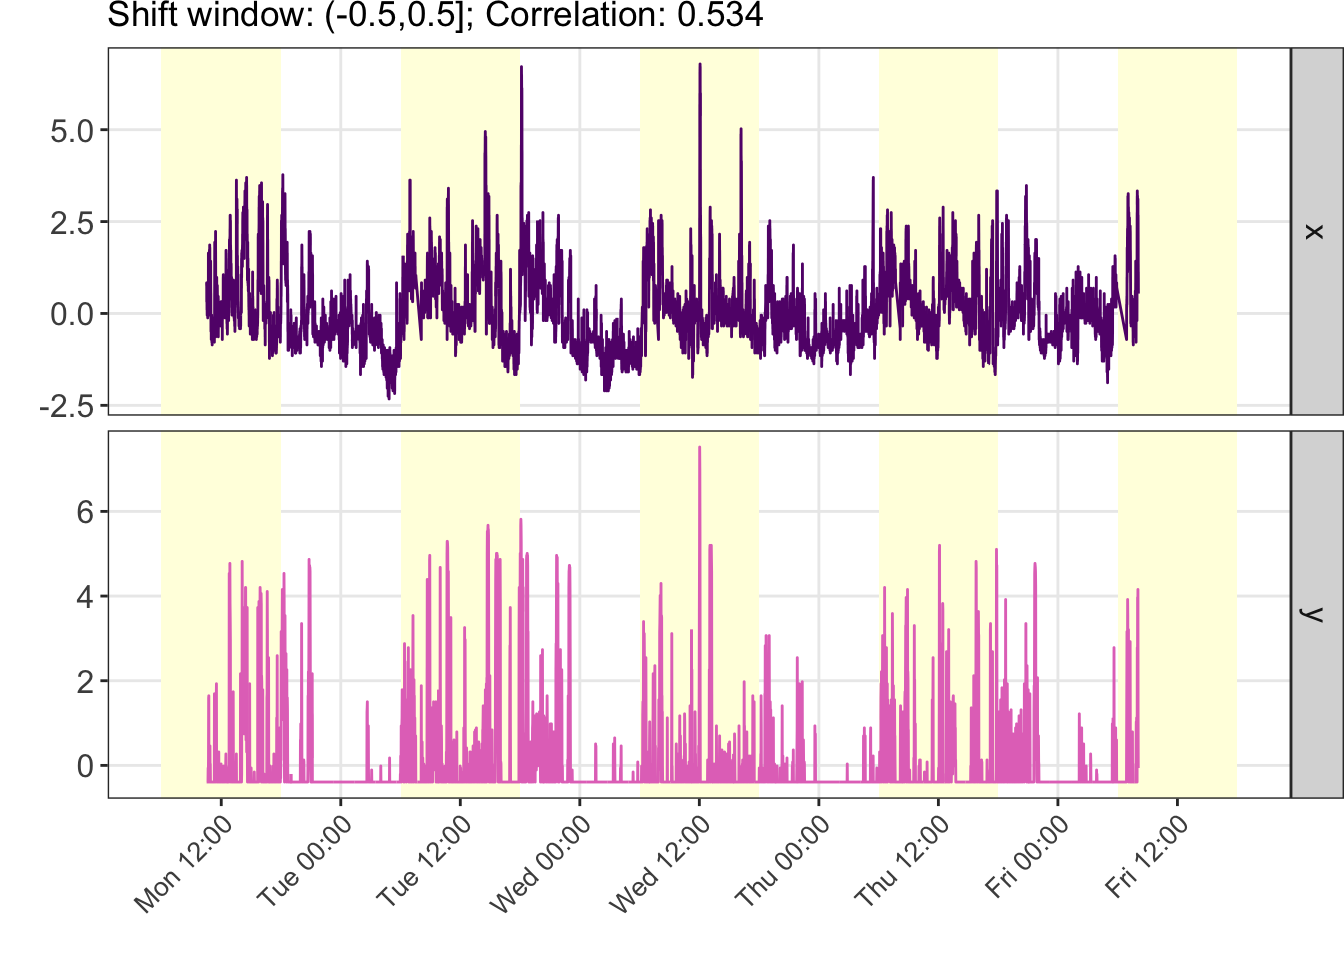 Shift window: (-0.5,0.5]; Correlation: 0.534
5.0
2.5
0.0
-2.5
x
6
4
2
0
y
Mon 12:00
Tue 00:00
Tue 12:00
Wed 00:00
Wed 12:00
Thu 00:00
Thu 12:00
Fri 00:00
Fri 12:00